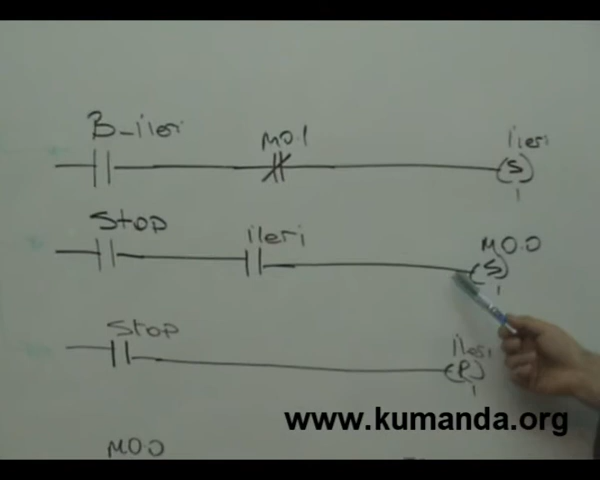 B_ileri M0.1 ileri
(S)
1
Stop ileri M0.0
(S)
1
Stop ileri
(R)
1
www.kumanda.org
M0.0